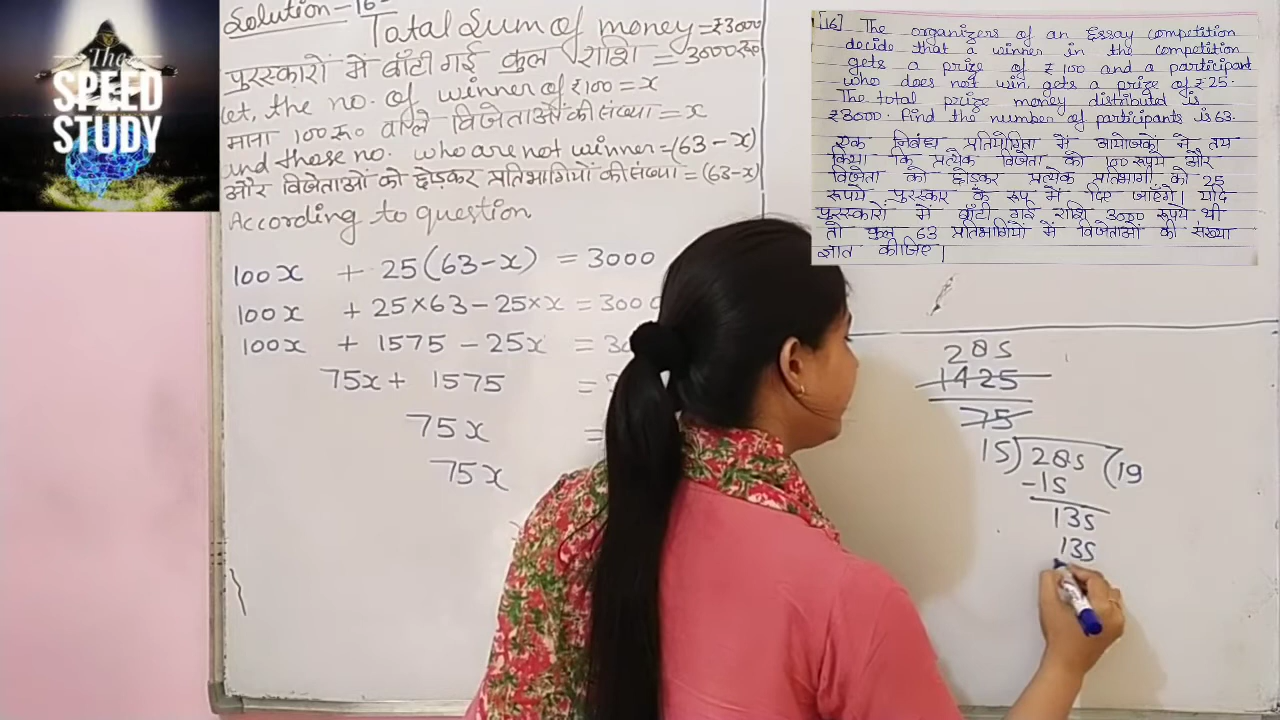 The
SPEED
STUDY
Solution-16
Total Sum of money = ₹3000
पुरस्कारों में बाँटी गई कुल राशि = 3000रू०
Let, the no. of winner of ₹100 = x
माना 100 रू० वाले विजेताओं की संख्या = x
and those no. who are not winner = (63 - x)
और विजेताओं को छोड़कर प्रतिभागियों की संख्या = (63-x)
According to question
100x + 25(63-x) = 3000
100x + 25×63 - 25×x = 3000
100x + 1575 - 25x = 30
75x + 1575 =
75x =
75x
[16] The organizers of an Essay competition
decide that a winner in the competition
gets a prize of ₹ 100 and a participant
who does not win, gets a prize of ₹25
The total prize money distributed is
₹3000. find the number of participants is 63.
एक निबंध प्रतियोगिता में आयोजकों ने तय
किया कि प्रत्येक विजेता को 100 रूपये और
विजेता को छोड़कर प्रत्येक प्रतिभागी को 25
रूपये पुरस्कार के रूप में दिए जाएँगे। यदि
पुरस्कारों में बाँटी गई राशि 3000 रूपये थी
तो कुल 63 प्रतिभागियों में विजेताओं की संख्या
ज्ञात कीजिए।
285
1425
75
15) 285 (19
-15
135
135